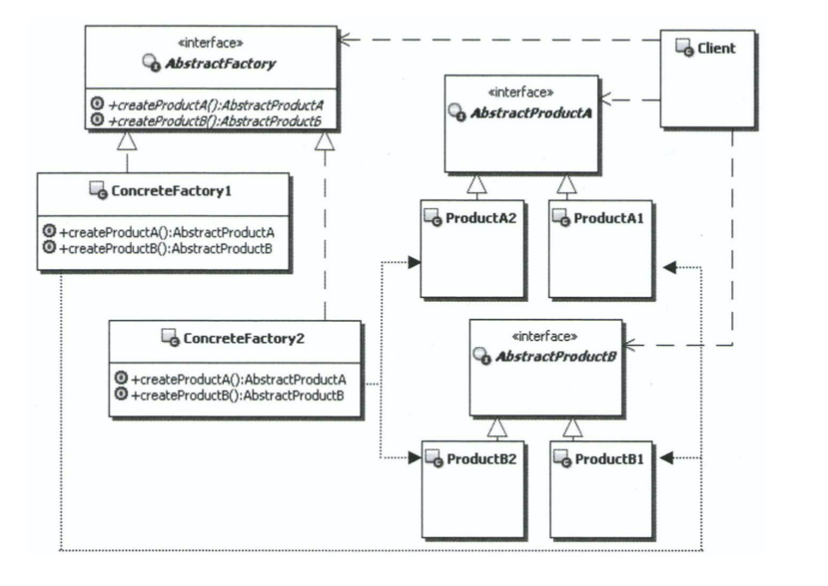 «interface»
AbstractFactory
+createProductA():AbstractProductA
+createProductB():AbstractProductБ
Client
«interface»
AbstractProductA
ConcreteFactory1
+createProductA():AbstractProductA
+createProductB():AbstractProductB
ProductA2
ProductA1
ConcreteFactory2
+createProductA():AbstractProductA
+createProductB():AbstractProductB
«interface»
AbstractProductB
ProductB2
ProductB1